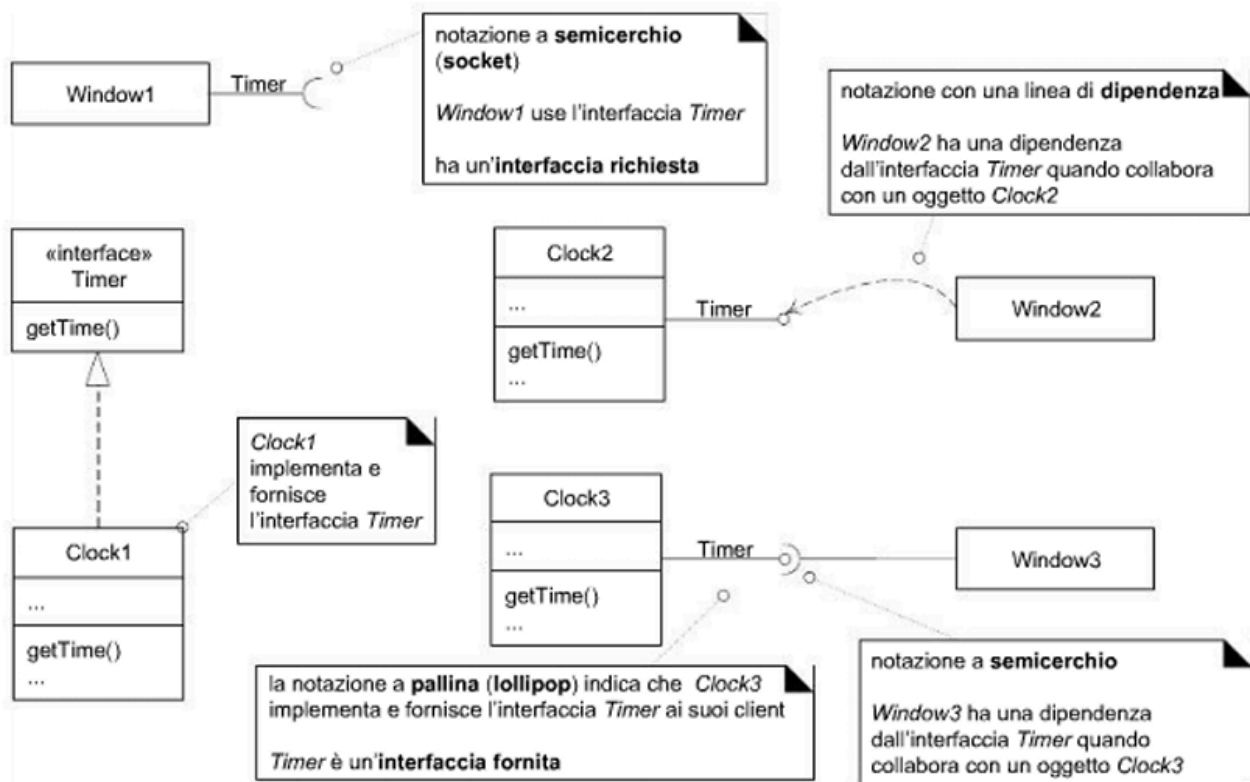 Window1
Timer
notazione a semicerchio
(socket)
Window1 use l'interfaccia Timer
ha un'interfaccia richiesta
notazione con una linea di dipendenza
Window2 ha una dipendenza
dall'interfaccia Timer quando collabora
con un oggetto Clock2
«interface»
Timer
getTime()
Clock2
...
getTime()
...
Timer
Window2
Clock1
implementa e
fornisce
l'interfaccia Timer
Clock1
...
getTime()
...
Clock3
...
getTime()
...
Timer
Window3
la notazione a pallina (lollipop) indica che Clock3
implementa e fornisce l'interfaccia Timer ai suoi client
Timer è un'interfaccia fornita
notazione a semicerchio
Window3 ha una dipendenza
dall'interfaccia Timer quando
collabora con un oggetto Clock3